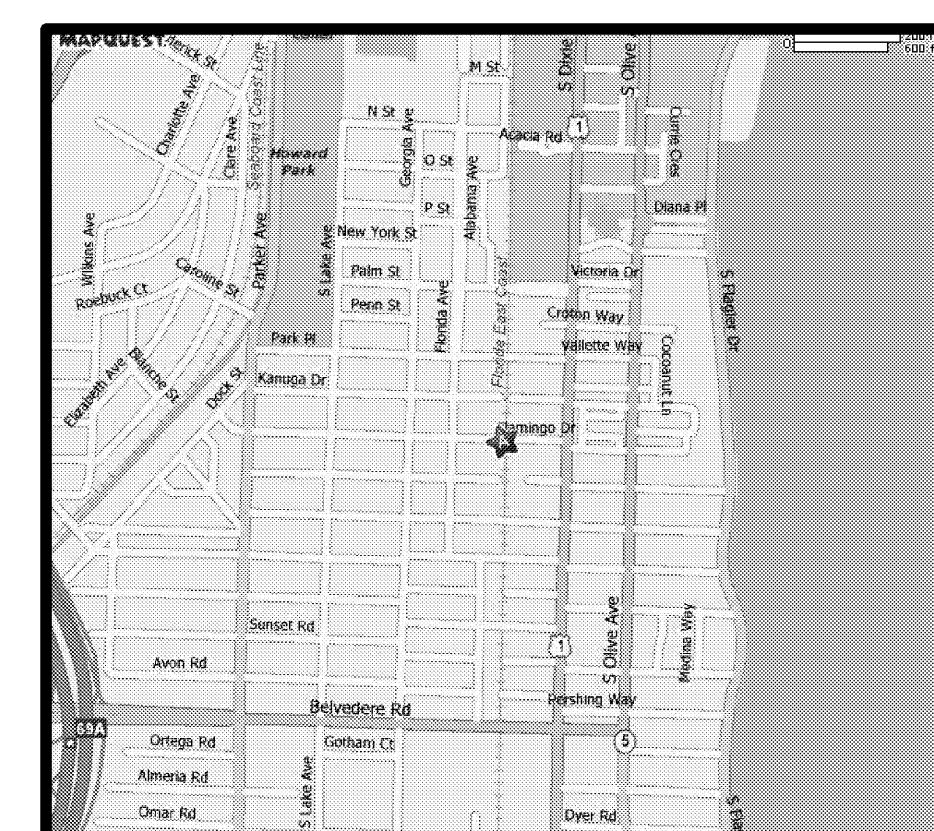 MAPQUEST
derick St
M St
S Dixie
S Olive A
0
600 f
N St
Charlotte Ave
Clare Ave
Seaboard Coast Line
Georgia Ave
Acacia Rd
1
Currie Cres
Howard
Park
O St
Alabama Ave
P St
Diana Pl
Wilkins Ave
Parker Ave
S Lake Ave
New York St
Caroline St
Palm St
Victoria Dr
Roebuck Ct
Penn St
Florida Ave
Florida East Coast
Croton Way
S Flagler Dr
Park Pl
Vallette Way
Cocoanut Ln
Elizabeth Ave
Blanche St
Dock St
Kanuga Dr
Flamingo Dr
Sunset Rd
1
S Olive Ave
Medina Way
Avon Rd
Pershing Way
Belvedere Rd
69A
Ortega Rd
Gotham Ct
5
Almeria Rd
S Lake Ave
Omar Rd
Dyer Rd
S Fla